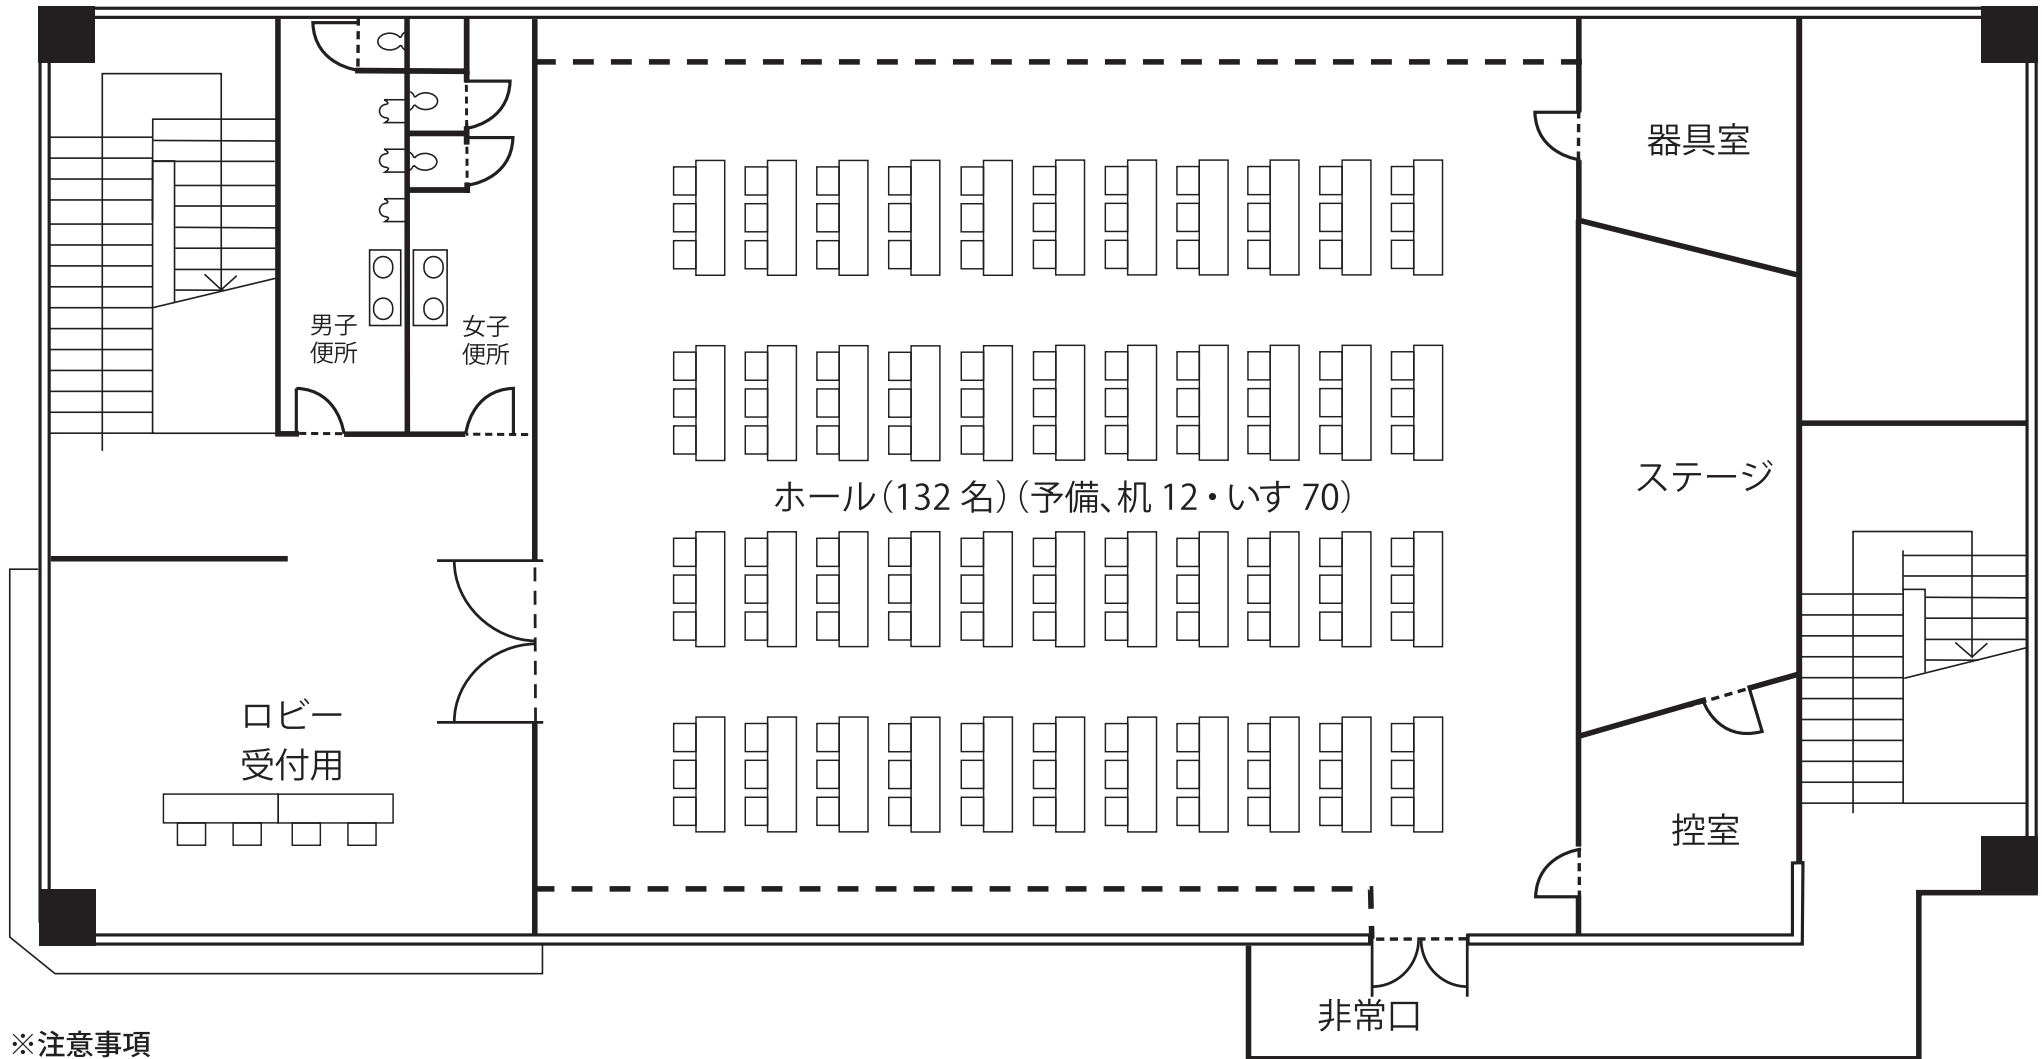 器具室
男子
便所
女子
便所
ステージ
ホール（132 名）（予備、机 12・いす 70）
ロビー
受付用
控室
非常口
※注意事項